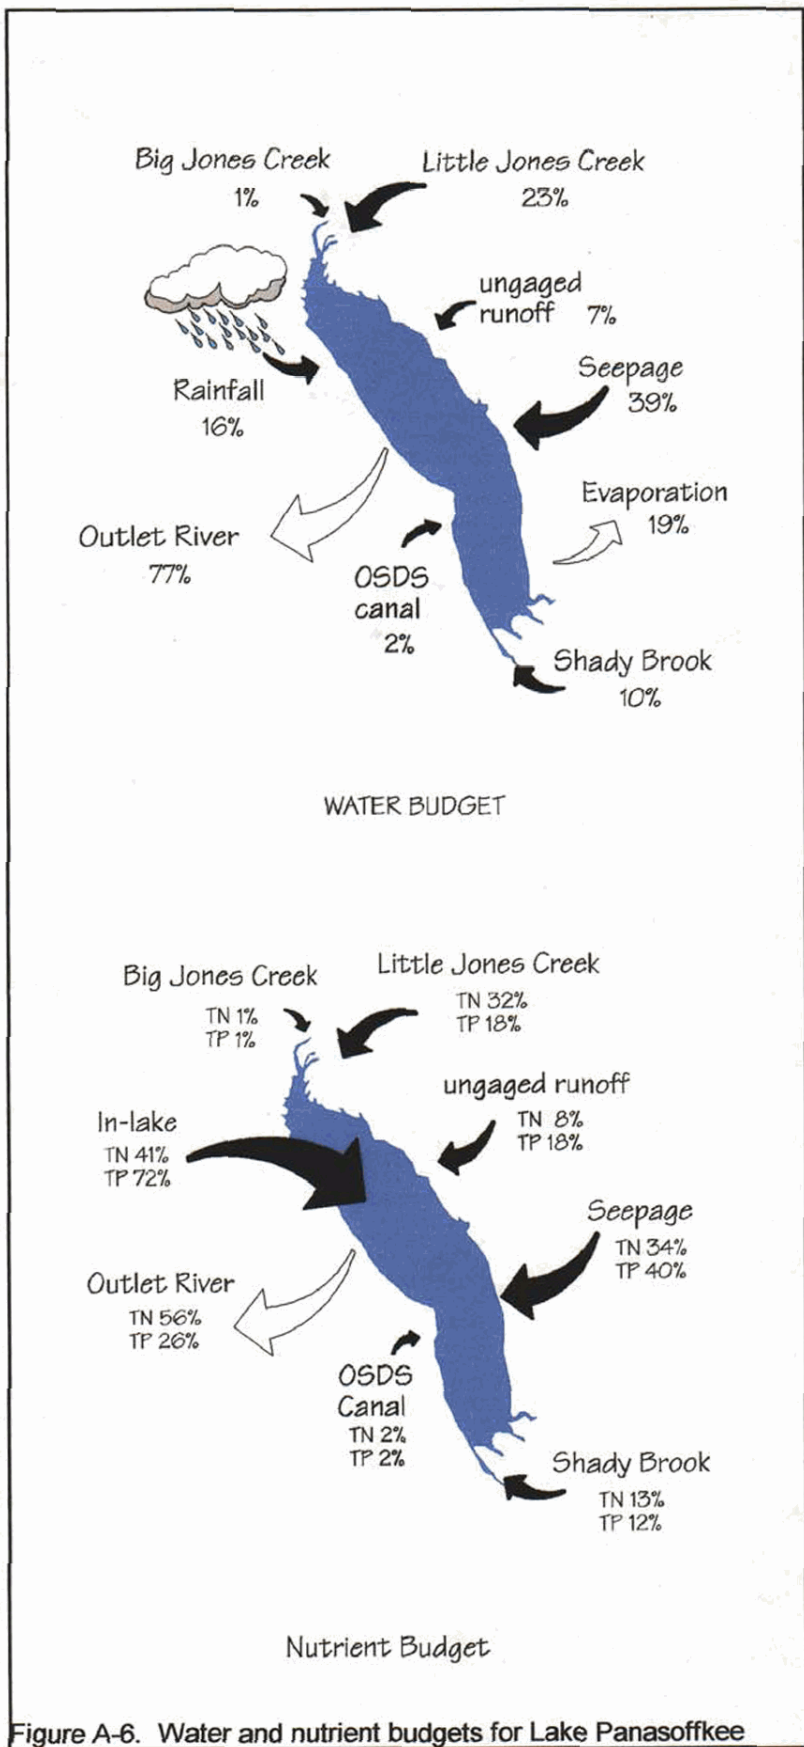 Big Jones Creek
1%
Little Jones Creek
23%
ungaged
runoff 7%
Seepage
39%
Rainfall
16%
Evaporation
19%
Outlet River
77%
OSDS
canal
2%
Shady Brook
10%
WATER BUDGET
Big Jones Creek
TN 1%
TP 1%
Little Jones Creek
TN 32%
TP 18%
ungaged runoff
TN 8%
TP 18%
In-lake
TN 41%
TP 72%
Seepage
TN 34%
TP 40%
Outlet River
TN 56%
TP 26%
OSDS
Canal
TN 2%
TP 2%
Shady Brook
TN 13%
TP 12%
Nutrient Budget
Figure A-6. Water and nutrient budgets for Lake Panasoffkee